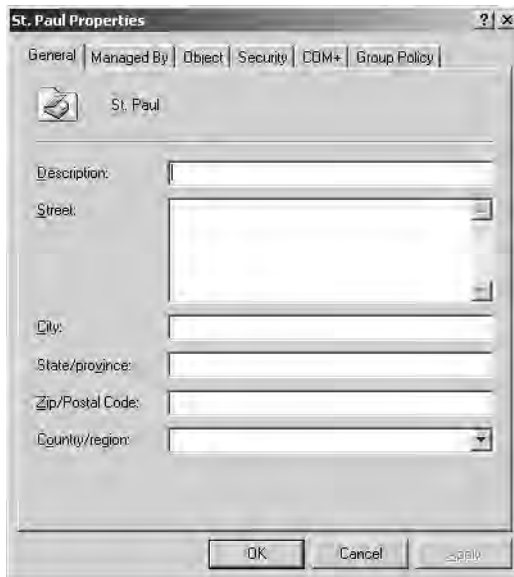 St. Paul Properties
General Managed By Object Security COM+ Group Policy
St. Paul
Description:
Street:
City:
State/province:
Zip/Postal Code:
Country/region:
OK Cancel Apply